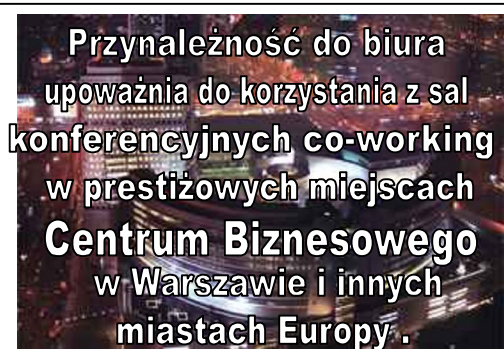 Przynależność do biura
upoważnia do korzystania z sal
konferencyjnych co-working
w prestiżowych miejscach
Centrum Biznesowego
w Warszawie i innych
miastach Europy .